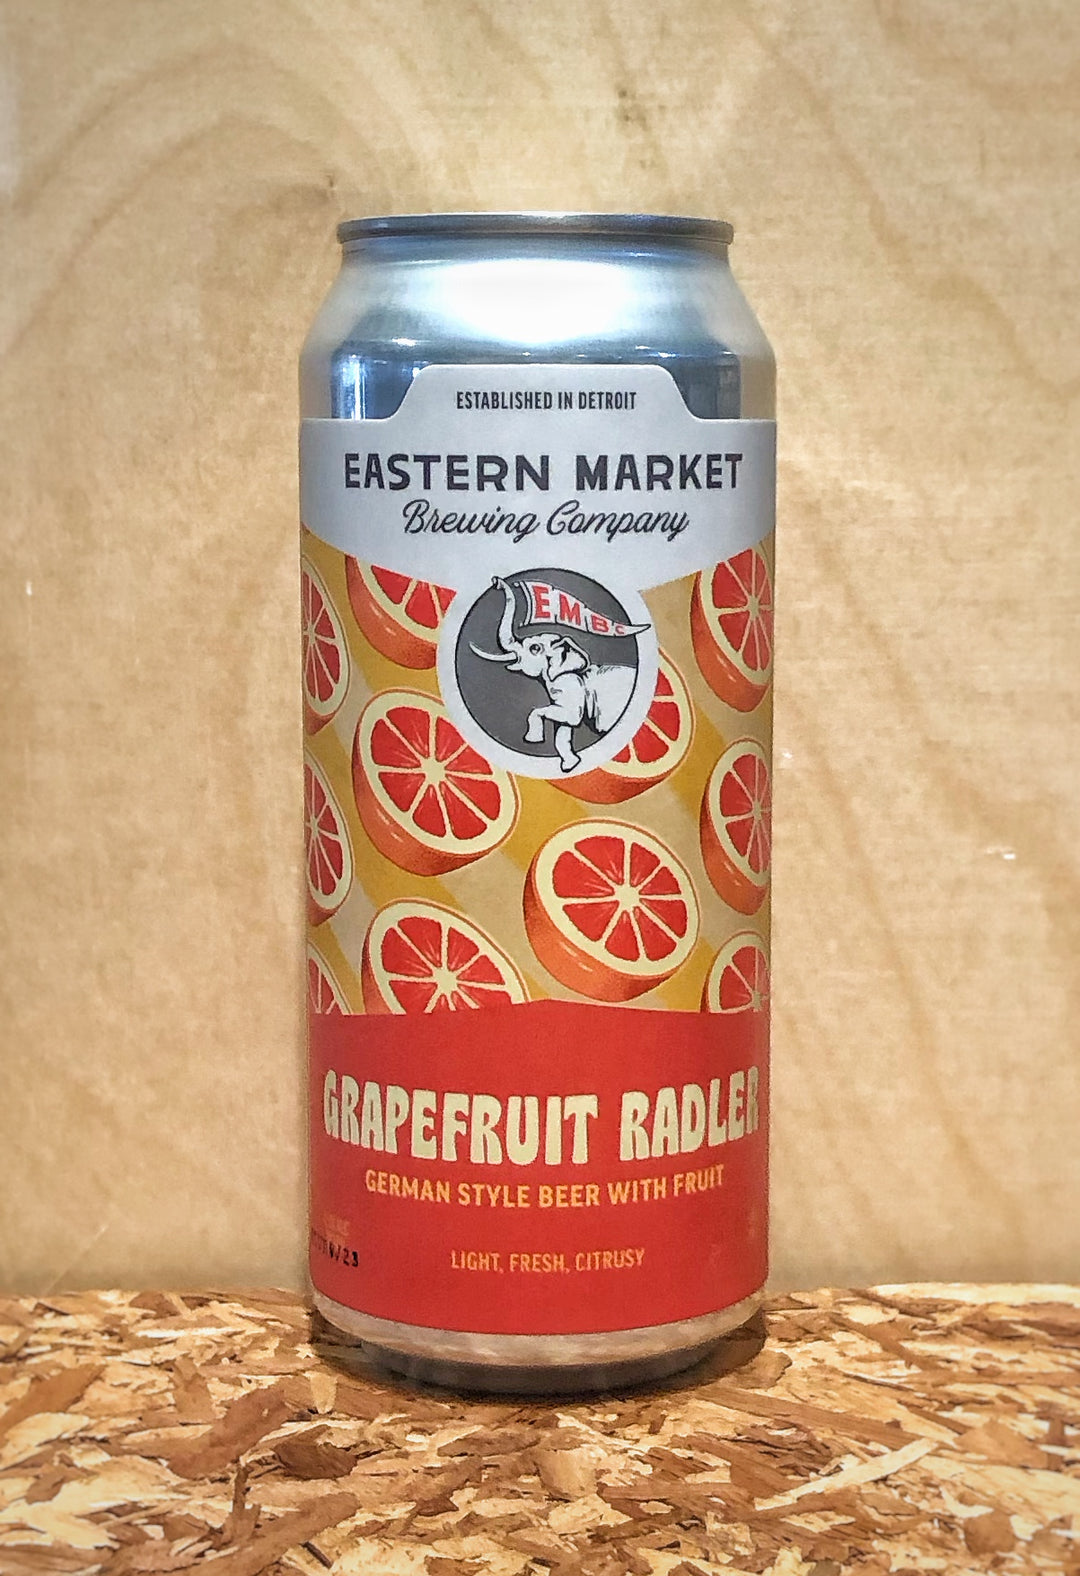 ESTABLISHED IN DETROIT
EASTERN MARKET
Brewing Company
EMBC
GRAPEFRUIT RADLER
GERMAN STYLE BEER WITH FRUIT
LIGHT, FRESH, CITRUSY